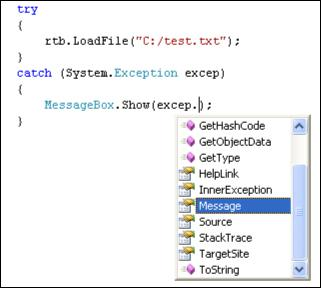 try
{
rtb.LoadFile("C:/test.txt");
}
catch (System.Exception excep)
{
MessageBox.Show(excep.);
}
GetHashCode
GetObjectData
GetType
HelpLink
InnerException
Message
Source
StackTrace
TargetSite
ToString